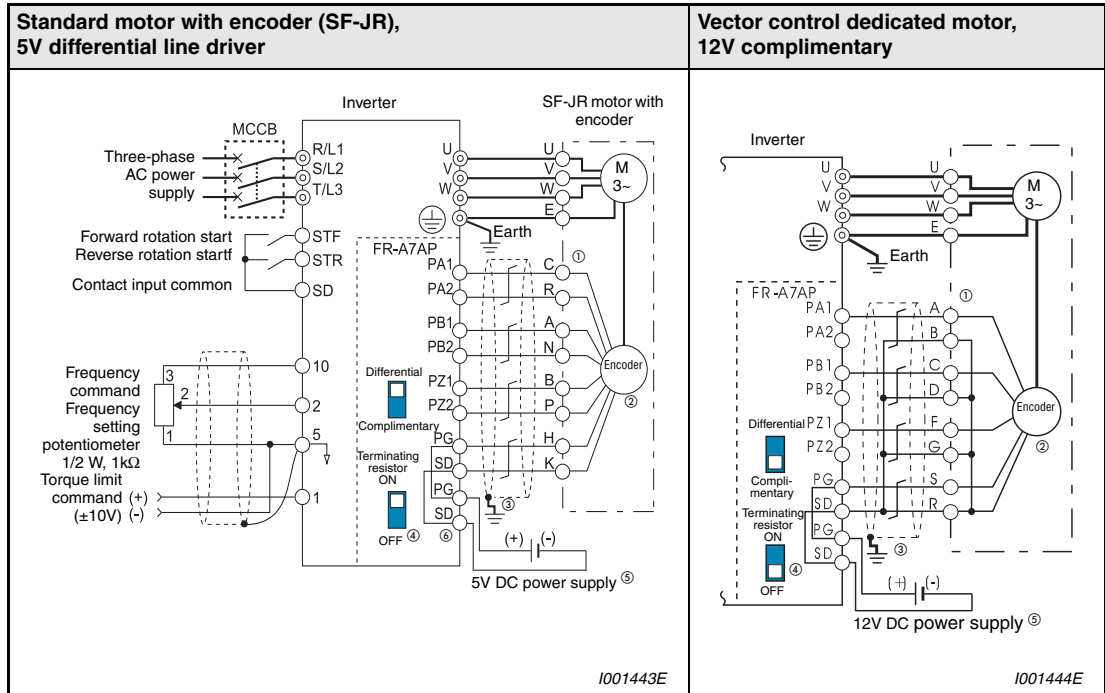 Standard motor with encoder (SF-JR),
5V differential line driver
Inverter
SF-JR motor with
encoder
MCCB
Three-phase
AC power
supply
R/L1
S/L2
T/L3
U
V
W
U
V
W
E
M
3~
Earth
Forward rotation start
Reverse rotation startf
Contact input common
STF
STR
SD
FR-A7AP
PA1
PA2
PB1
PB2
PZ1
PZ2
PG
SD
PG
SD
C
R
A
N
B
P
H
K
①
Encoder
②
Differential
Complimentary
Terminating
resistor
ON
OFF ④
③
⑥
Frequency
command
Frequency
setting
potentiometer
1/2 W, 1kΩ
3
2
1
10
2
5
1
Torque limit
command (+)
(±10V) (-)
(+) (-)
5V DC power supply ⑤
I001443E
Vector control dedicated motor,
12V complimentary
Inverter
U
V
W
U
V
W
E
M
3~
Earth
FR-A7AP
PA1
PA2
PB1
PB2
PZ1
PZ2
PG
SD
PG
SD
A
B
C
D
F
G
S
R
①
Encoder
②
Differential
Compli-
mentary
Terminating
resistor
ON
④
OFF
③
(+) (-)
12V DC power supply ⑤
I001444E